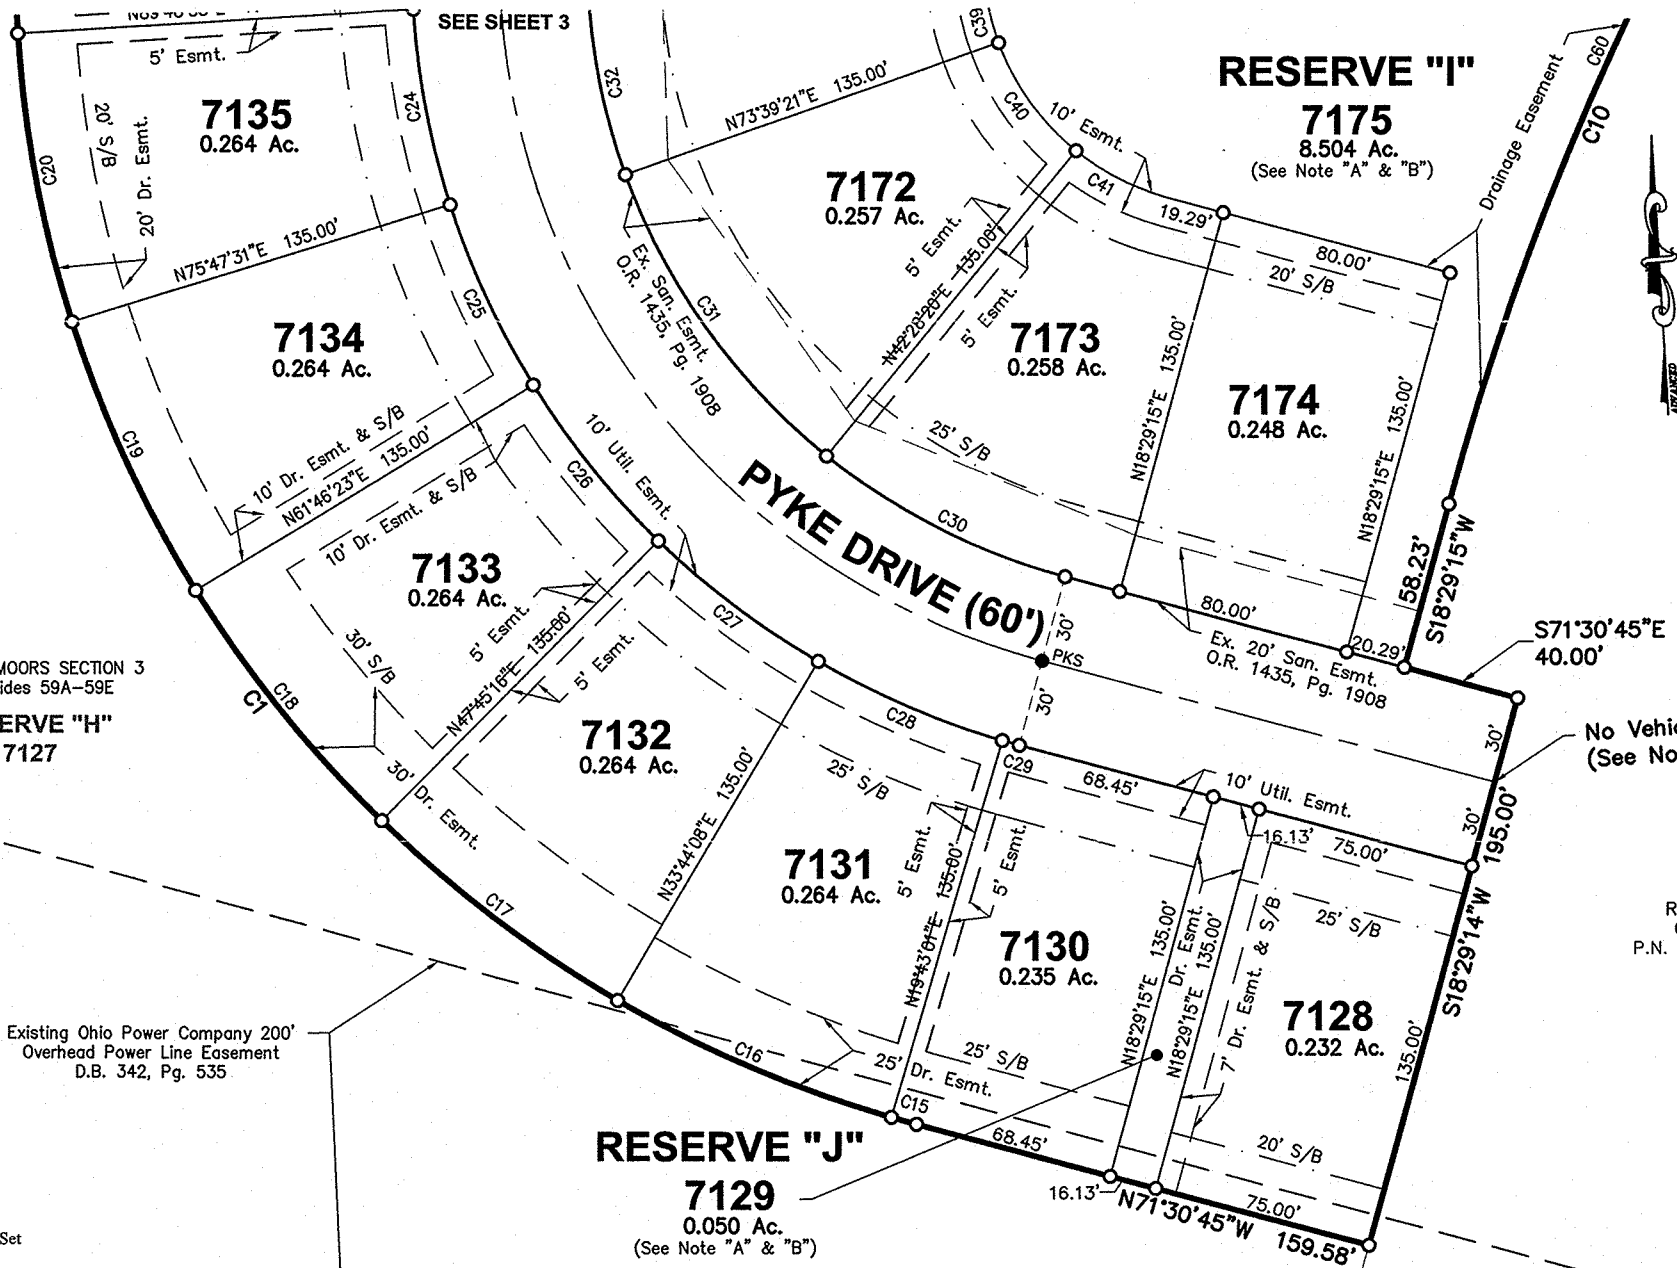 SEE SHEET 3
5' Esmt.
C24
C32
C39
RESERVE "I"
7175
8.504 Ac.
(See Note "A" & "B")
C60
C10
Drainage Easement
7135
0.264 Ac.
20' S/B
20' Dr. Esmt.
C20
N73°39'21"E 135.00'
C40
10' Esmt.
C41
19.29'
80.00'
20' S/B
7172
0.257 Ac.
5' Esmt.
N42°28'20"E 135.00'
5' Esmt.
N75°47'31"E 135.00'
C25
Ex. San. Esmt.
O.R. 1435, Pg. 1908
C31
7134
0.264 Ac.
7173
0.258 Ac.
N18°29'15"E 135.00'
7174
0.248 Ac.
N18°29'15"E 135.00'
ADVANCED
C19
10' Dr. Esmt. & S/B
N61°46'23"E 135.00'
10' Dr. Esmt. & S/B
C26
10' Util. Esmt.
25' S/B
C30
PYKE DRIVE (60')
58.23'
S18°29'15"W
7133
0.264 Ac.
5' Esmt.
N47°45'16"E 135.00'
5' Esmt.
30' S/B
C27
30'
PKS
30'
80.00'
20.29'
Ex. 20' San. Esmt.
O.R. 1435, Pg. 1908
S71°30'45"E
40.00'
MOORS SECTION 3
ides 59A-59E
ERVE "H"
7127
C1
C18
7132
0.264 Ac.
C28
C29
68.45'
10' Util. Esmt.
16.13'
75.00'
30'
30'
195.00'
No Vehic
(See No
30'
Dr. Esmt.
N33°44'08"E 135.00'
25' S/B
7131
0.264 Ac.
5' Esmt.
N19°43'01"E 135.00'
5' Esmt.
25' S/B
S18°29'14"W
R
P.N.
C17
7130
0.235 Ac.
N18°29'15"E 135.00'
Dr. Esmt.
N18°29'15"E 135.00'
7' Dr. Esmt. & S/B
7128
0.232 Ac.
135.00'
Existing Ohio Power Company 200'
Overhead Power Line Easement
D.B. 342, Pg. 535
C16
25' S/B
25' Dr. Esmt.
C15
68.45'
20' S/B
RESERVE "J"
7129
0.050 Ac.
(See Note "A" & "B")
16.13'
75.00'
N71°30'45"W 159.58'
Set